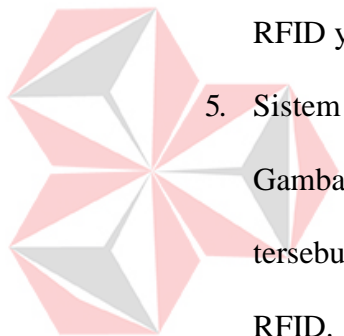 RFID y
5. Sistem
Gamba
tersebu
RFID.